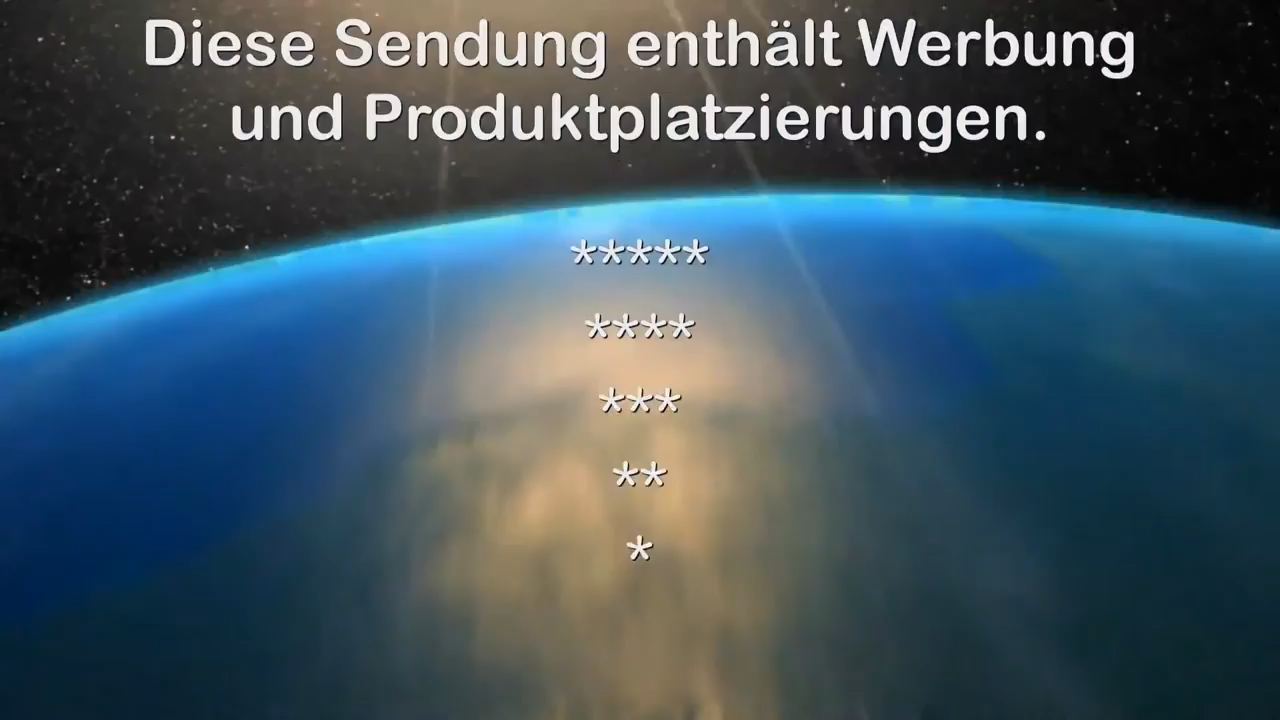 Diese Sendung enthält Werbung
und Produktplatzierungen.
*****
****
***
**
*